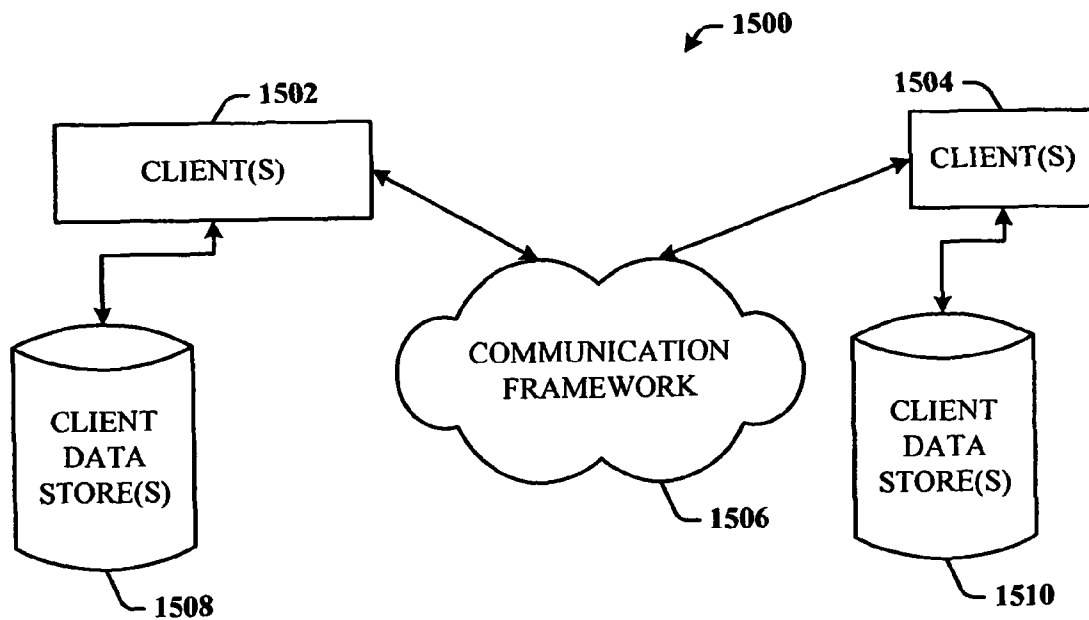 1500
1502
1504
CLIENT(S)
CLIENT(S)
COMMUNICATION
FRAMEWORK
CLIENT
DATA
STORE(S)
CLIENT
DATA
STORE(S)
1506
1508
1510